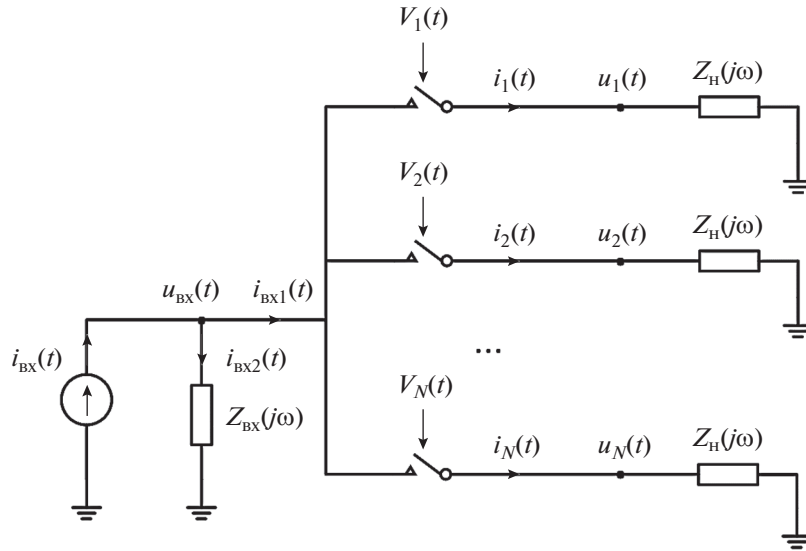 V1(t)
i1(t) u1(t) Zн(jω)
V2(t)
i2(t) u2(t) Zн(jω)
uвх(t) iвх1(t)
iвх(t) iвх2(t) ...
Zвх(jω) VN(t)
iN(t) uN(t) Zн(jω)